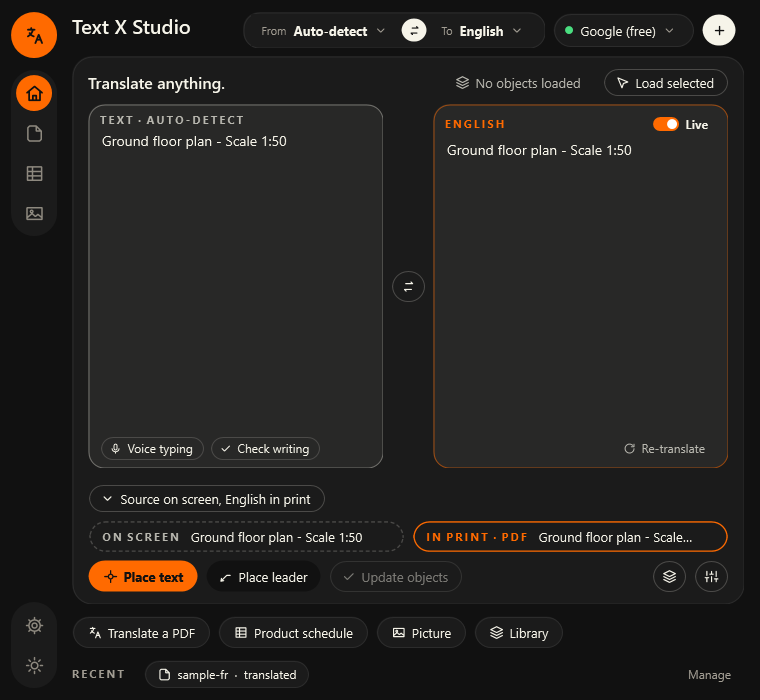 Text X Studio
From Auto-detect
To English
Google (free)
Translate anything.
No objects loaded
Load selected
TEXT · AUTO-DETECT
Ground floor plan - Scale 1:50
ENGLISH
Live
Ground floor plan - Scale 1:50
Voice typing
Check writing
Re-translate
Source on screen, English in print
ON SCREEN Ground floor plan - Scale 1:50
IN PRINT · PDF Ground floor plan - Scale...
Place text
Place leader
Update objects
Translate a PDF
Product schedule
Picture
Library
RECENT
sample-fr · translated
Manage